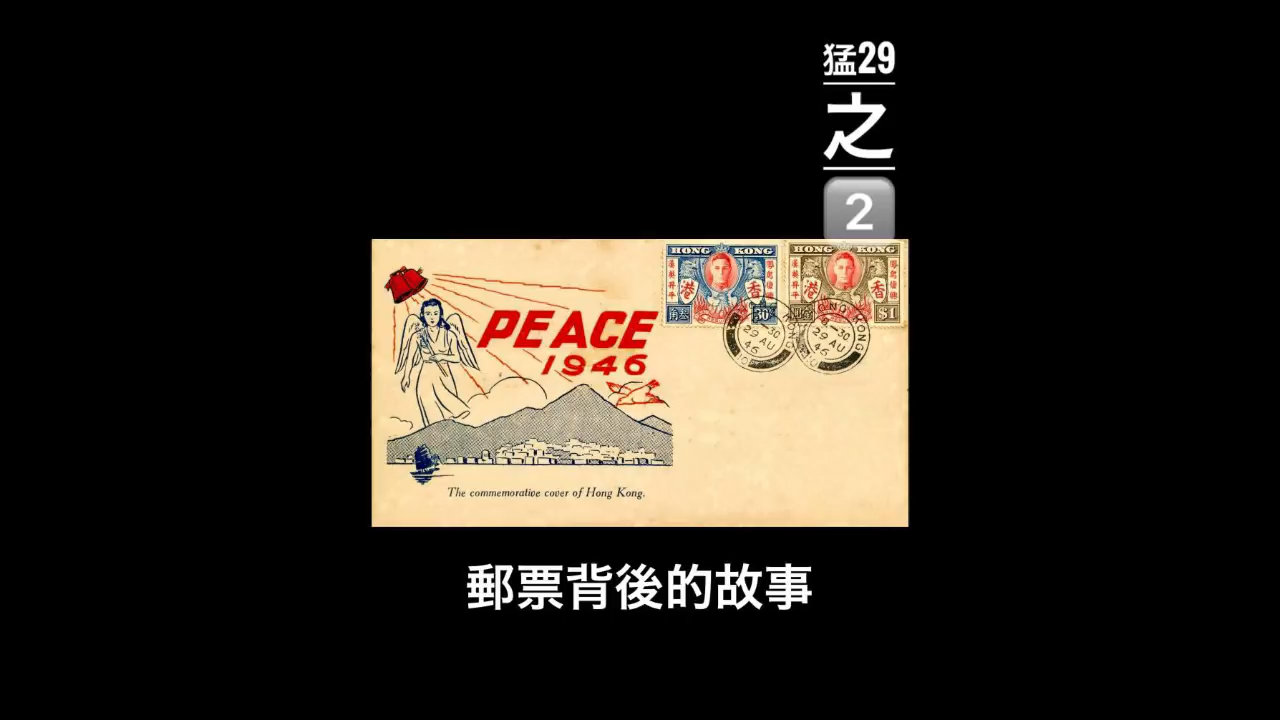 猛29
之
2
HONG KONG
HONG KONG
香港
香港
30
$1
PEACE
1946
29 AU
46
29 AU
46
The commemorative cover of Hong Kong.
郵票背後的故事